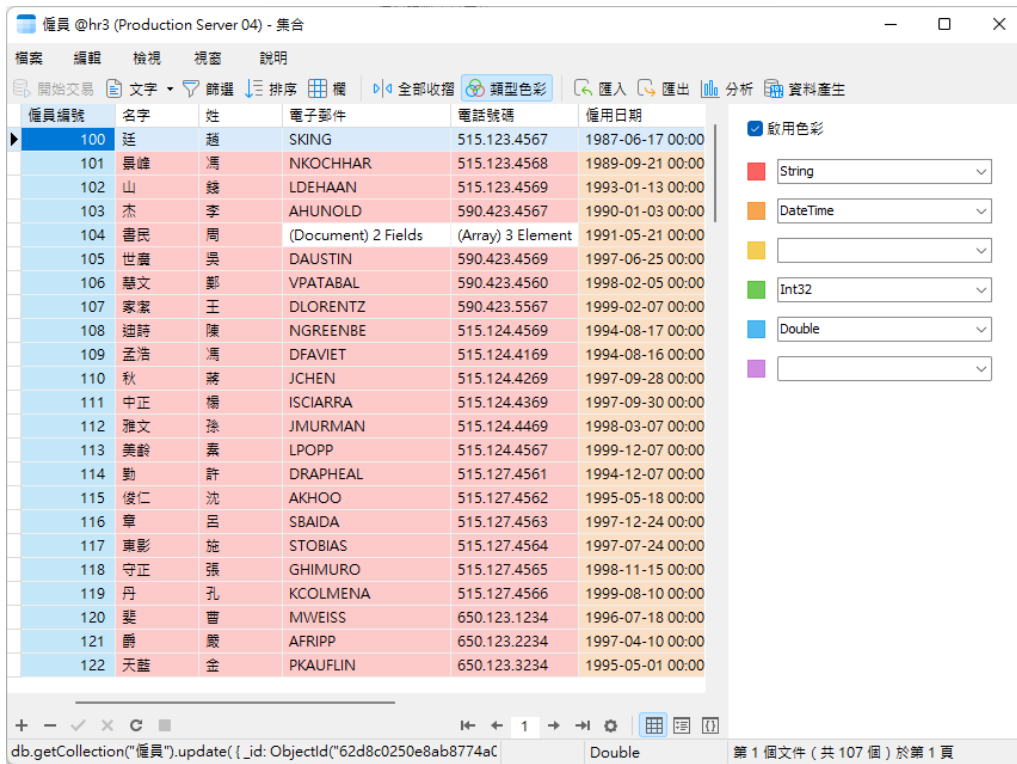 僱員 @hr3 (Production Server 04) - 集合
檔案 編輯 檢視 視窗 說明
開始交易 文字 篩選 排序 欄 全部收摺 類型色彩 匯入 匯出 分析 資料產生
僱員編號 名字 姓 電子郵件 電話號碼 僱用日期
100 廷 趙 SKING 515.123.4567 1987-06-17 00:00
101 景峰 馮 NKOCHHAR 515.123.4568 1989-09-21 00:00
102 山 錢 LDEHAAN 515.123.4569 1993-01-13 00:00
103 杰 李 AHUNOLD 590.423.4567 1990-01-03 00:00
104 書民 周 (Document) 2 Fields (Array) 3 Element 1991-05-21 00:00
105 世廣 吳 DAUSTIN 590.423.4569 1997-06-25 00:00
106 慧文 鄭 VPATABAL 590.423.4560 1998-02-05 00:00
107 家潔 王 DLORENTZ 590.423.5567 1999-02-07 00:00
108 迪詩 陳 NGREENBE 515.124.4569 1994-08-17 00:00
109 孟浩 馮 DFAVIET 515.124.4169 1994-08-16 00:00
110 秋 蔣 JCHEN 515.124.4269 1997-09-28 00:00
111 中正 楊 ISCIARRA 515.124.4369 1997-09-30 00:00
112 雅文 孫 JMURMAN 515.124.4469 1998-03-07 00:00
113 美齡 LPOPP 515.124.4567 1999-12-07 00:00
114 勤 許 DRAPHEAL 515.127.4561 1994-12-07 00:00
115 俊仁 沈 AKHOO 515.127.4562 1995-05-18 00:00
116 章 呂 SBAIDA 515.127.4563 1997-12-24 00:00
117 東影 施 STOBIAS 515.127.4564 1997-07-24 00:00
118 守正 張 GHIMURO 515.127.4565 1998-11-15 00:00
119 丹 孔 KCOLMENA 515.127.4566 1999-08-10 00:00
120 斐 曹 MWEISS 650.123.1234 1996-07-18 00:00
121 爵 嚴 AFRIPP 650.123.2234 1997-04-10 00:00
122 天藍 金 PKAUFLIN 650.123.3234 1995-05-01 00:00
啟用色彩
String
DateTime
Int32
Double
1
db.getCollection("僱員").update({_id: ObjectId("62d8c0250e8ab8774a Double 第 1 個文件 ( 共 107 個 ) 於第 1 頁